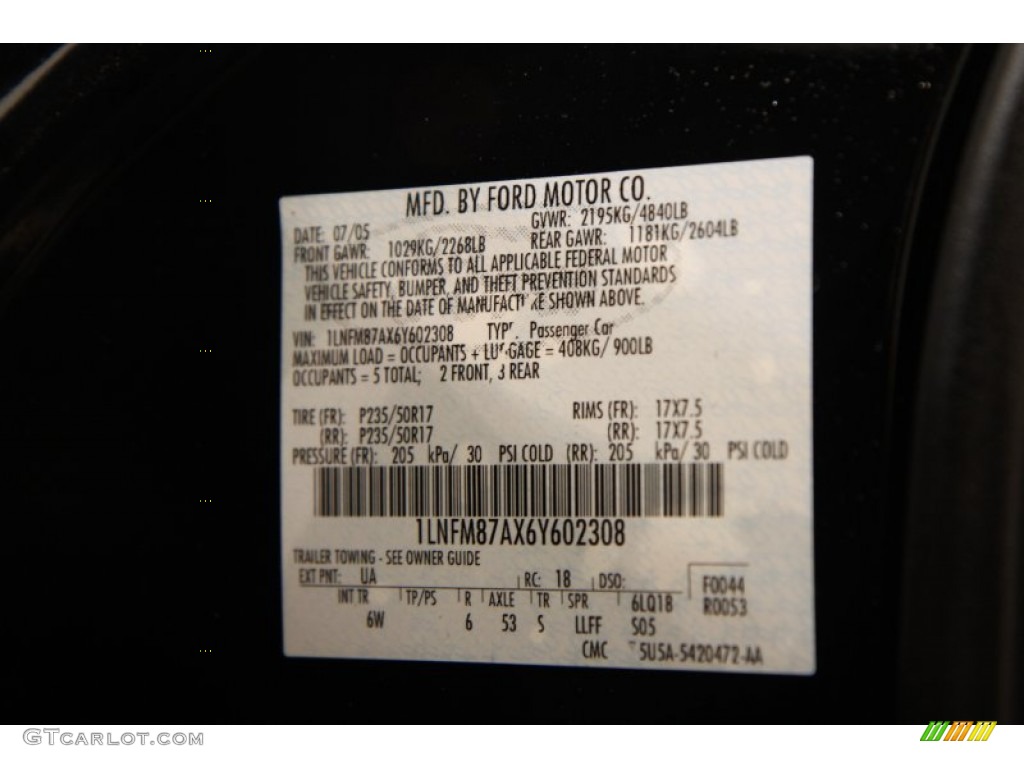 MFD. BY FORD MOTOR CO.
DATE: 07/05 GVWR: 2195KG/4840LB
FRONT GAWR: 1029KG/2268LB REAR GAWR: 1181KG/2604LB
THIS VEHICLE CONFORMS TO ALL APPLICABLE FEDERAL MOTOR
VEHICLE SAFETY, BUMPER, AND THEFT PREVENTION STANDARDS
IN EFFECT ON THE DATE OF MANUFACTURE SHOWN ABOVE.
VIN: 1LNFM87AX6Y602308 TYPE: Passenger Car
MAXIMUM LOAD = OCCUPANTS + LUGGAGE = 408KG/ 900LB
OCCUPANTS = 5 TOTAL; 2 FRONT, 3 REAR
TIRE (FR): P235/50R17 RIMS (FR): 17X7.5
(RR): P235/50R17 (RR): 17X7.5
PRESSURE (FR): 205 kPa/ 30 PSI COLD (RR): 205 kPa/ 30 PSI COLD
1LNFM87AX6Y602308
TRAILER TOWING - SEE OWNER GUIDE
EXT PNT: UA RC: 18 DSO: F0044
INT TR TP/PS R AXLE TR SPR 6LQ18 R0053
6W 6 53 S LLFF S05
CMC 5U5A-5420472-AA
GTCARLOT.COM